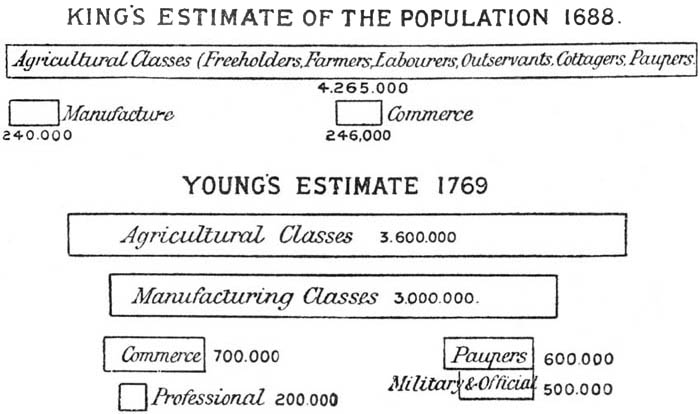 KING'S ESTIMATE OF THE POPULATION 1688.
Agricultural Classes (Freeholders, Farmers, Labourers, Outservants, Cottagers, Paupers.
4.265.000
Manufacture Commerce
240.000 246,000
YOUNG'S ESTIMATE 1769
Agricultural Classes 3.600.000
Manufacturing Classes 3.000.000.
Commerce 700.000 Paupers 600.000
Professional 200.000 Military & Official 500.000